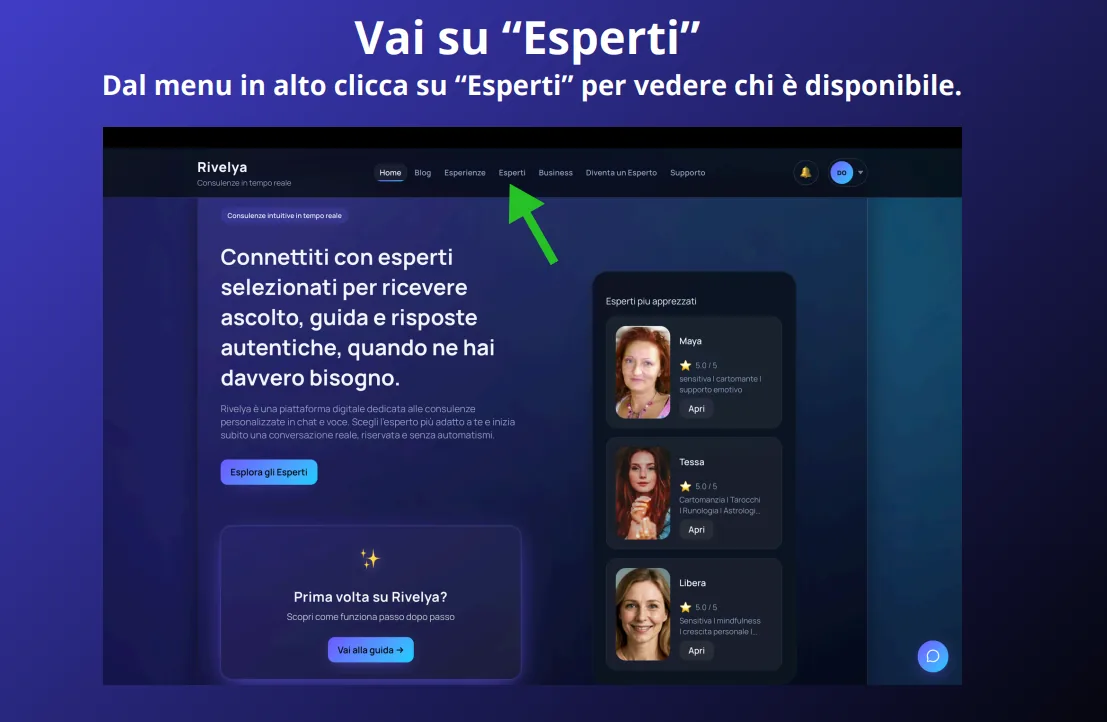 Vai su “Esperti”
Dal menu in alto clicca su “Esperti” per vedere chi è disponibile.
Rivelya
Consulenze in tempo reale
Home
Blog
Esperienze
Esperti
Business
Diventa un Esperto
Supporto
DO
Consulenze intuitive in tempo reale
Connettiti con esperti
selezionati per ricevere
ascolto, guida e risposte
autentiche, quando ne hai
davvero bisogno.
Rivelya è una piattaforma digitale dedicata alle consulenze
personalizzate in chat e voce. Scegli l'esperto più adatto a te e inizia
subito una conversazione reale, riservata e senza automatismi.
Esplora gli Esperti
Prima volta su Rivelya?
Scopri come funziona passo dopo passo
Vai alla guida →
Esperti piu apprezzati
Maya
5.0 / 5
sensitiva | cartomante |
supporto emotivo
Apri
Tessa
5.0 / 5
Cartomanzia | Tarocchi
| Runologia | Astrologi...
Apri
Libera
5.0 / 5
Sensitiva | mindfulness
| crescita personale |...
Apri